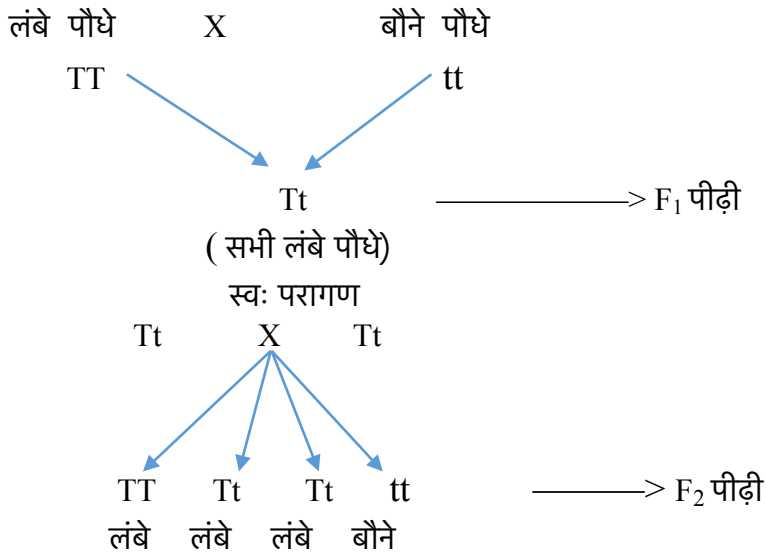 लंबे पौधे X बौने पौधे
TT tt
Tt ——————> F₁ पीढ़ी
( सभी लंबे पौधे)
स्वः परागण
Tt X Tt
TT Tt Tt tt ————> F₂ पीढ़ी
लंबे लंबे लंबे बौने